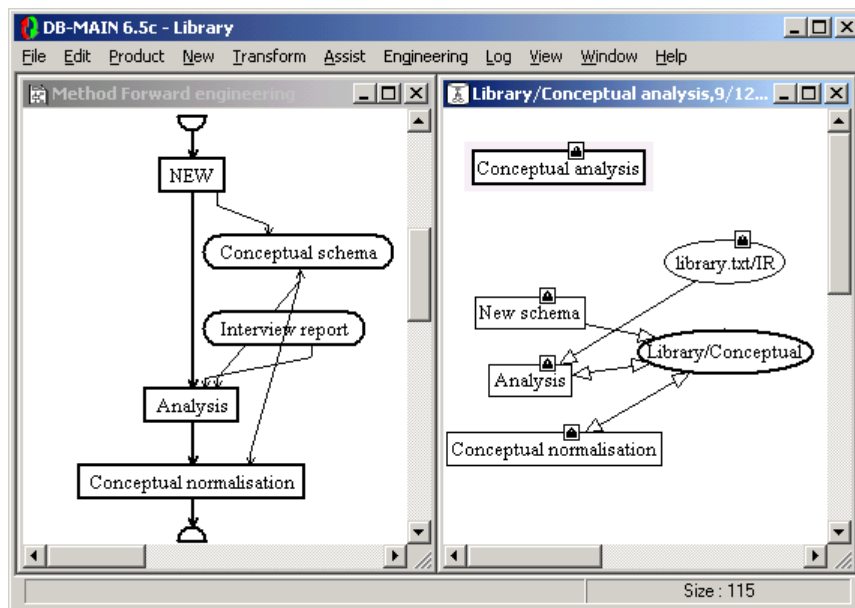 DB-MAIN 6.5c - Library
File Edit Product New Transform Assist Engineering Log View Window Help
Method Forward engineering
NEW
Conceptual schema
Interview report
Analysis
Conceptual normalisation
Library/Conceptual analysis,9/12...
Conceptual analysis
library.txt/IR
New schema
Library/Conceptual
Analysis
Conceptual normalisation
Size : 115